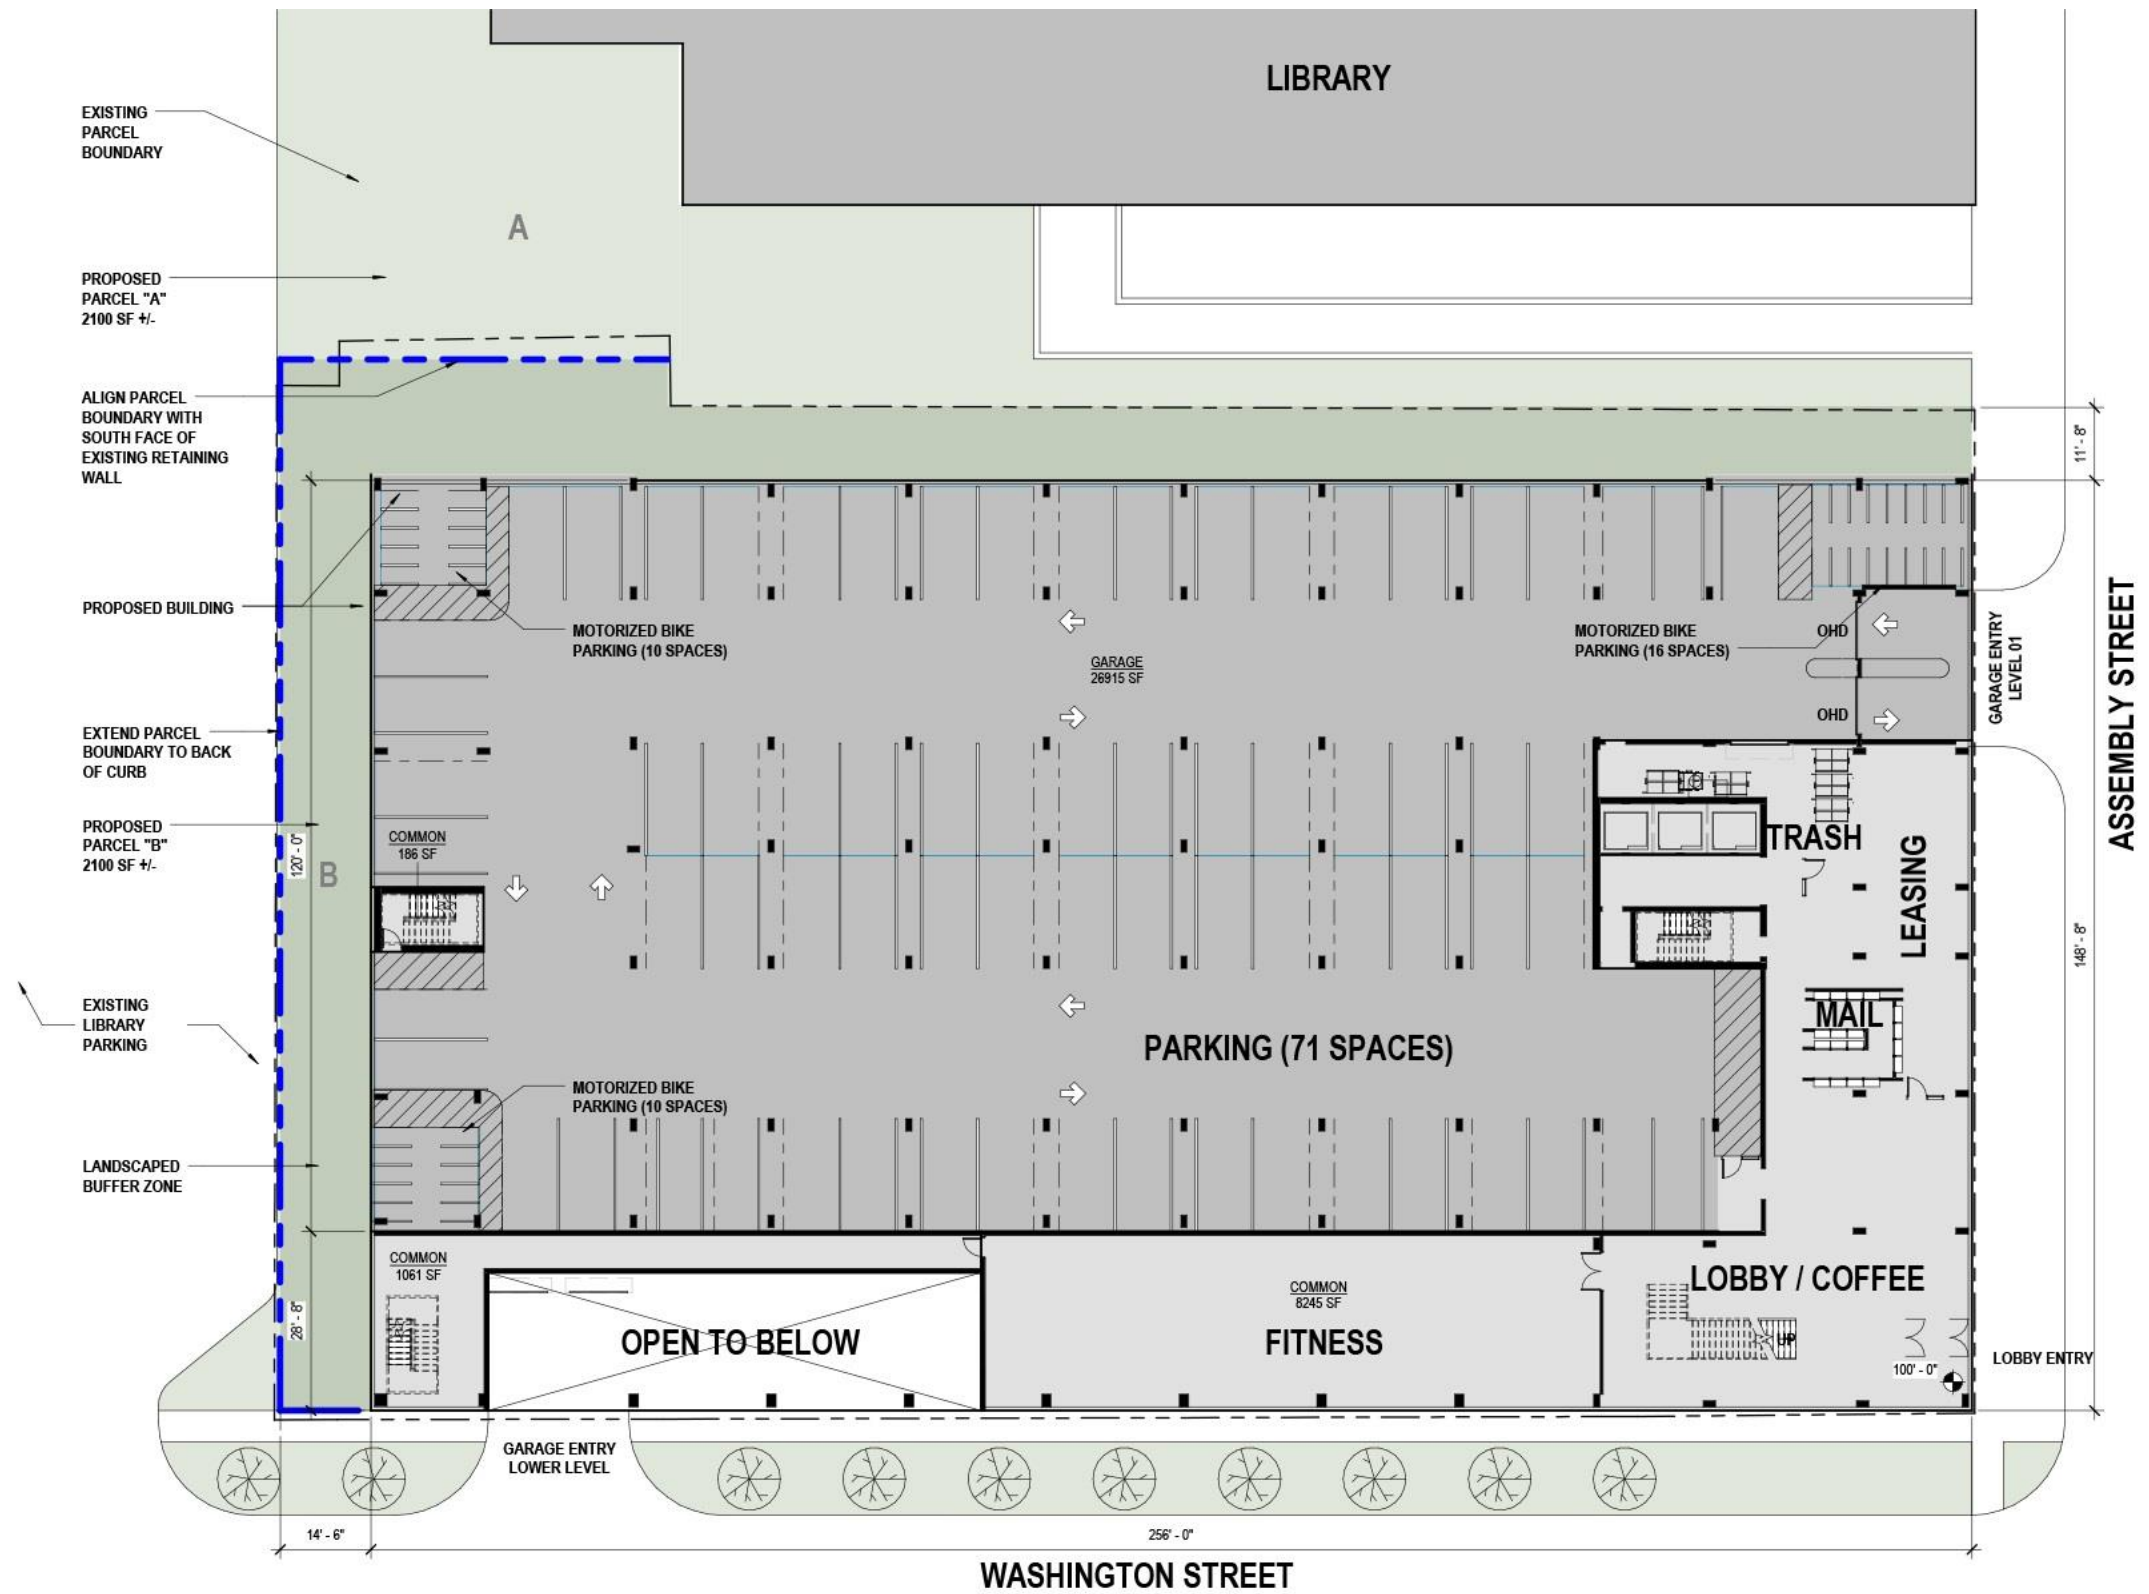 LIBRARY
EXISTING
PARCEL
BOUNDARY
A
PROPOSED
PARCEL "A"
2100 SF +/-
ALIGN PARCEL
BOUNDARY WITH
SOUTH FACE OF
EXISTING RETAINING
WALL
11' - 8"
PROPOSED BUILDING
MOTORIZED BIKE
PARKING (10 SPACES)
GARAGE
26915 SF
MOTORIZED BIKE
PARKING (16 SPACES)
OHD
OHD
GARAGE ENTRY
LEVEL 01
ASSEMBLY STREET
EXTEND PARCEL
BOUNDARY TO BACK
OF CURB
PROPOSED
PARCEL "B"
2100 SF +/-
120' - 0"
B
COMMON
186 SF
TRASH
LEASING
148' - 8"
EXISTING
LIBRARY
PARKING
MAIL
PARKING (71 SPACES)
MOTORIZED BIKE
PARKING (10 SPACES)
LANDSCAPED
BUFFER ZONE
28' - 8"
COMMON
1061 SF
OPEN TO BELOW
COMMON
8245 SF
FITNESS
LOBBY / COFFEE
UP
100' - 0"
LOBBY ENTRY
GARAGE ENTRY
LOWER LEVEL
14' - 6"
256' - 0"
WASHINGTON STREET